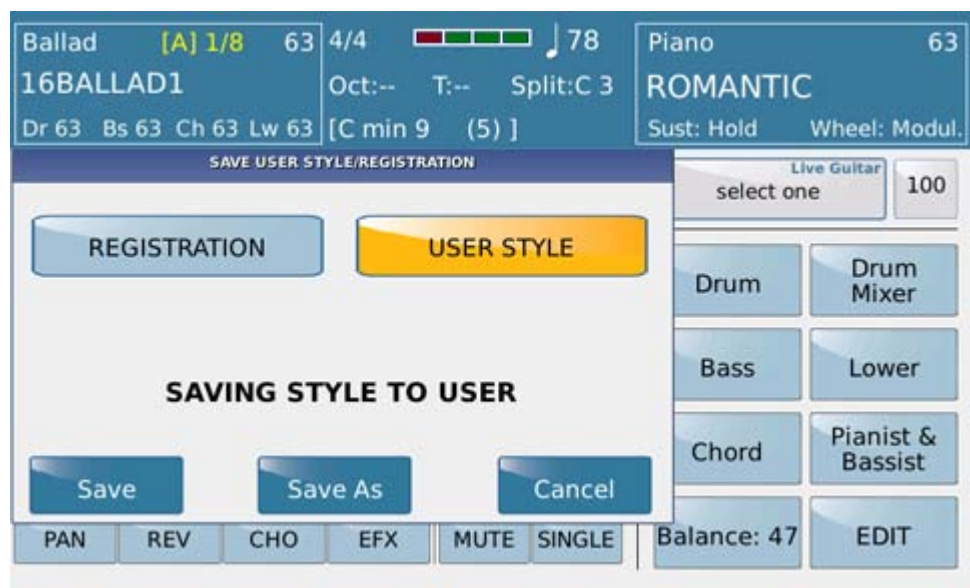 Ballad [A] 1/8 63
16BALLAD1
Dr 63 Bs 63 Ch 63 Lw 63
4/4 78
Oct:-- T:-- Split:C 3
[C min 9 (5) ]
Piano 63
ROMANTIC
Sust: Hold Wheel: Modul.
SAVE USER STYLE/REGISTRATION
REGISTRATION
USER STYLE
SAVING STYLE TO USER
Save
Save As
Cancel
Live Guitar
select one
100
Drum
Drum
Mixer
Bass
Lower
Chord
Pianist &
Bassist
PAN
REV
CHO
EFX
MUTE
SINGLE
Balance: 47
EDIT